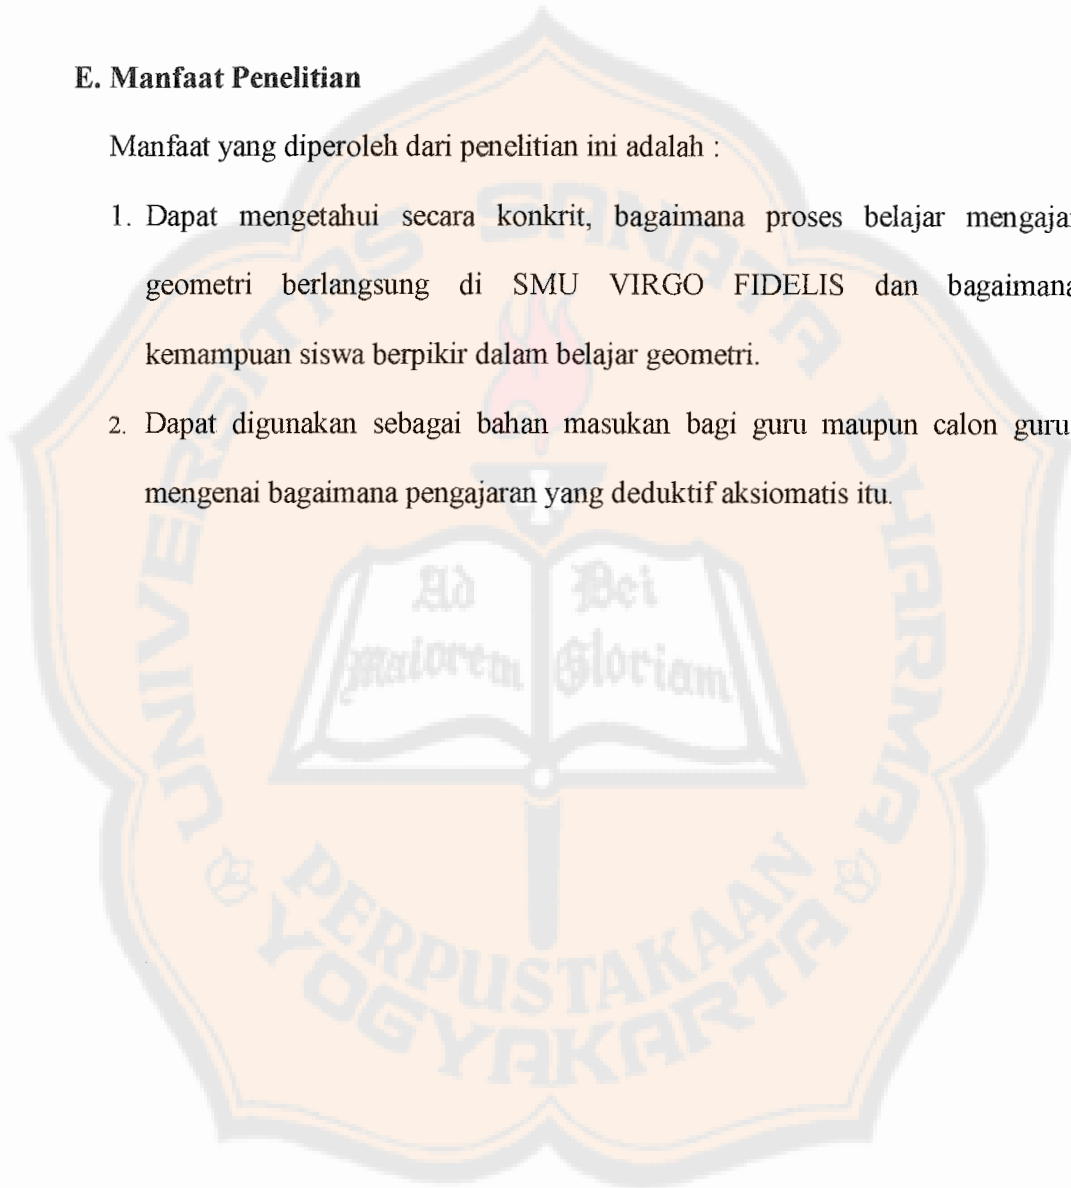 E. Manfaat Penelitian
Manfaat yang diperoleh dari penelitian ini adalah :
1. Dapat mengetahui secara konkrit, bagaimana proses belajar mengajar
geometri berlangsung di SMU VIRGO FIDELIS dan bagaimana
kemampuan siswa berpikir dalam belajar geometri.
2. Dapat digunakan sebagai bahan masukan bagi guru maupun calon guru
mengenai bagaimana pengajaran yang deduktif aksiomatis itu.
UNIVERSITAS SANATA DHARMA
Ad Dei
maiorem Gloriam
PERPUSTAKAAN
YOGYAKARTA